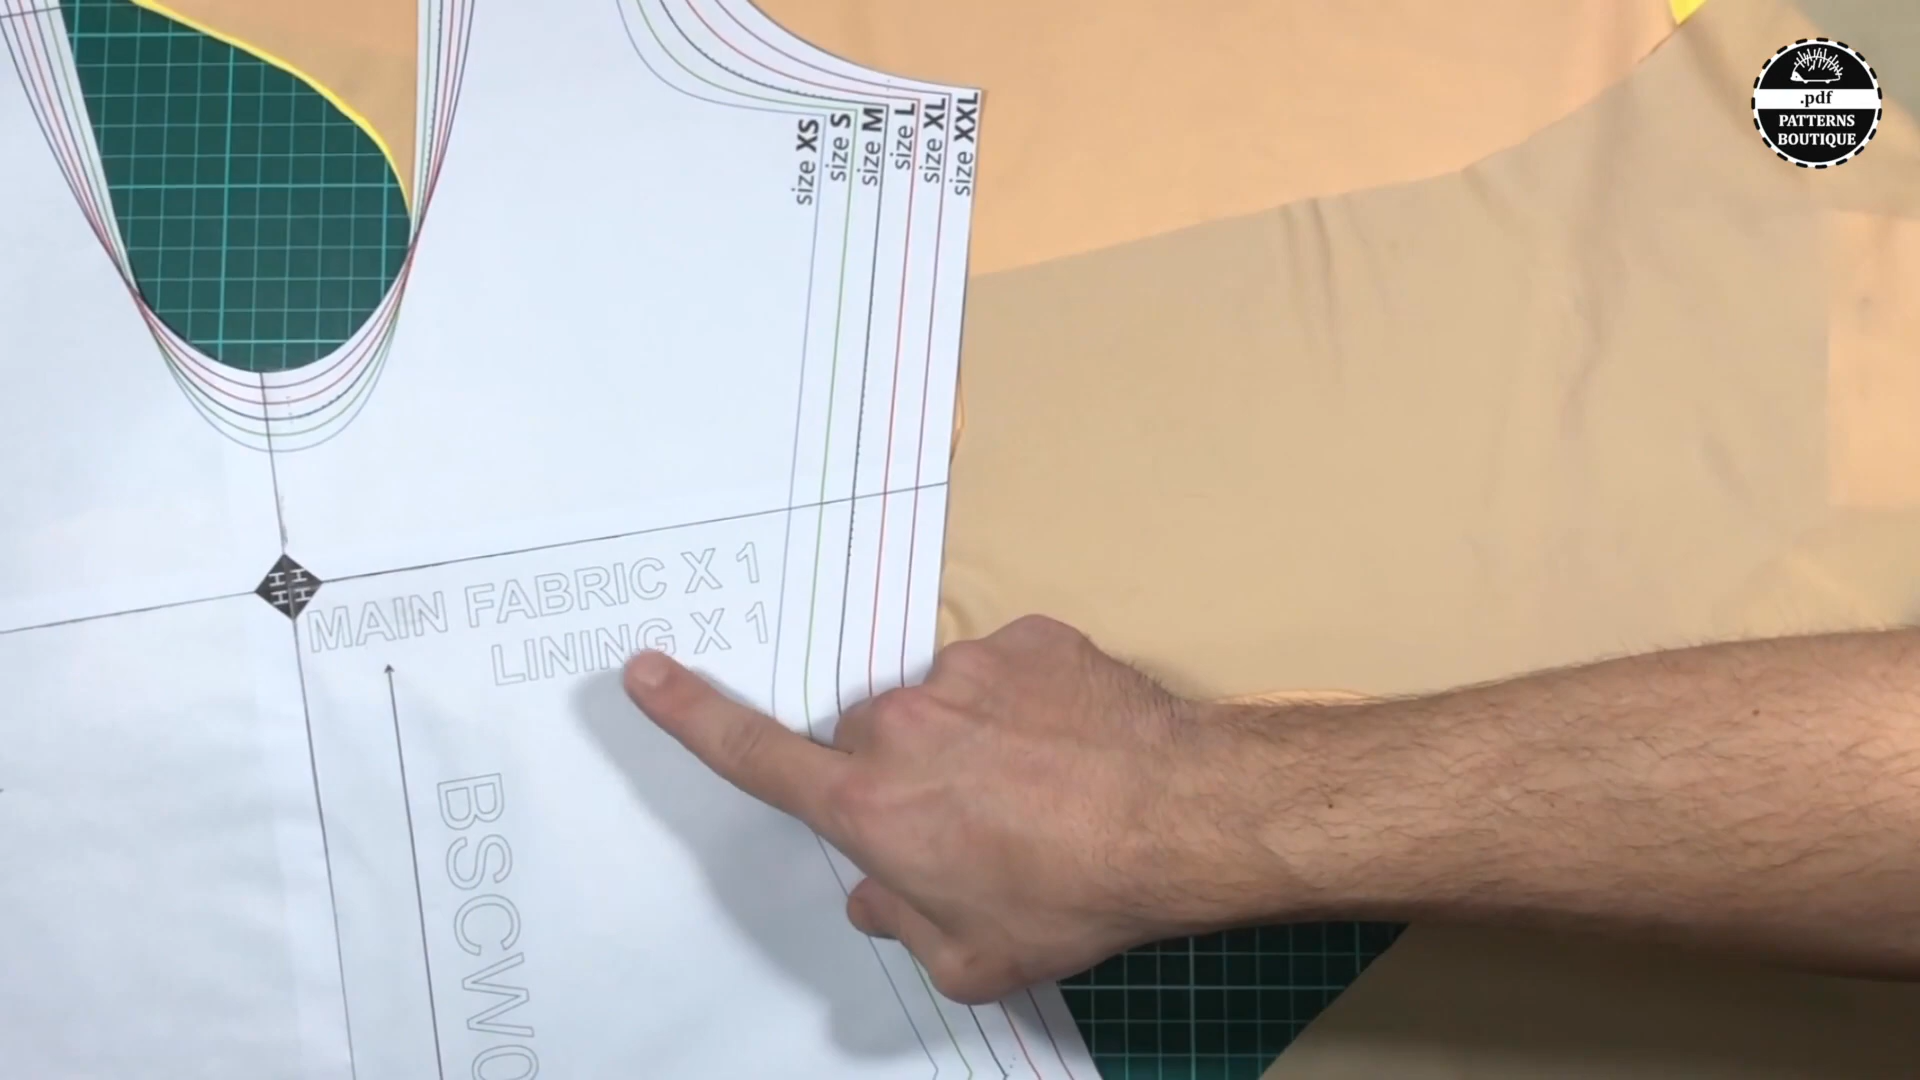 size XS
size S
size M
size L
size XL
size XXL
MAIN FABRIC X 1
LINING X 1
BSCW0
.pdf
PATTERNS
BOUTIQUE